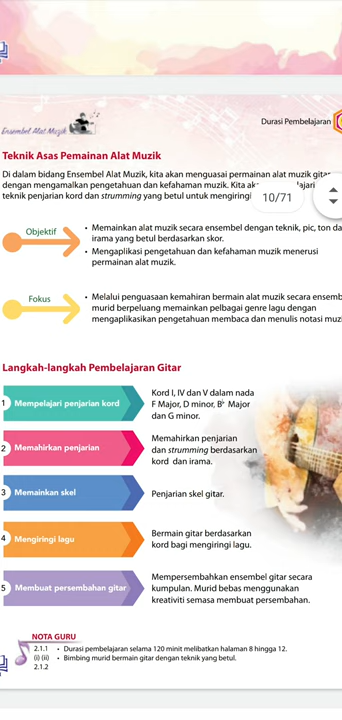 Durasi Pembelajaran
Ensembel Alat Muzik
Teknik Asas Pemainan Alat Muzik
Di dalam bidang Ensembel Alat Muzik, kita akan menguasai permainan alat muzik gitar
dengan mengamalkan pengetahuan dan kefahaman muzik. Kita
teknik penjarian kord dan strumming yang betul untuk mengiringi
10/71
Objektif
• Memainkan alat muzik secara ensembel dengan teknik, pic, ton da
irama yang betul berdasarkan skor.
• Mengaplikasi pengetahuan dan kefahaman muzik menerusi
permainan alat muzik.
Fokus
• Melalui penguasaan kemahiran bermain alat muzik secara ensemb
murid berpeluang memainkan pelbagai genre lagu dengan
mengaplikasikan pengetahuan membaca dan menulis notasi muzi
Langkah-langkah Pembelajaran Gitar
1 Mempelajari penjarian kord
Kord I, IV dan V dalam nada
F Major, D minor, B♭ Major
dan G minor.
2 Memahirkan penjarian
Memahirkan penjarian
dan strumming berdasarkan
kord dan irama.
3 Memainkan skel
Penjarian skel gitar.
4 Mengiringi lagu
Bermain gitar berdasarkan
kord bagi mengiringi lagu.
5 Membuat persembahan gitar
Mempersembahkan ensembel gitar secara
kumpulan. Murid bebas menggunakan
kreativiti semasa membuat persembahan.
NOTA GURU
2.1.1 • Durasi pembelajaran selama 120 minit melibatkan halaman 8 hingga 12.
(i) (ii) • Bimbing murid bermain gitar dengan teknik yang betul.
2.1.2